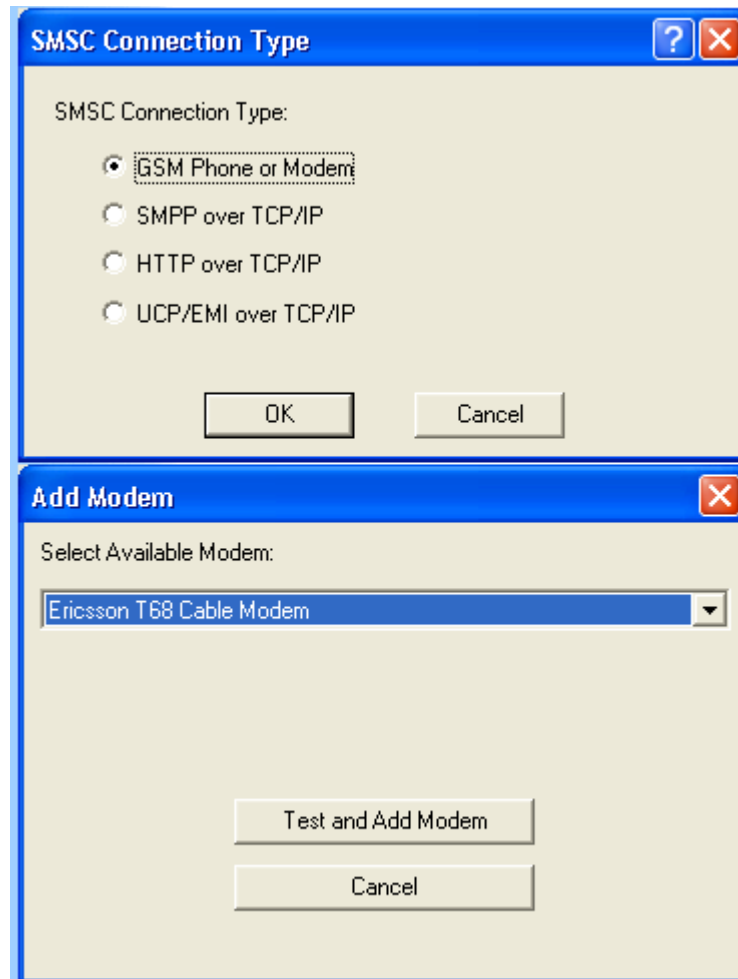 SMSC Connection Type
SMSC Connection Type:
GSM Phone or Modem
SMPP over TCP/IP
HTTP over TCP/IP
UCP/EMI over TCP/IP
OK Cancel
Add Modem
Select Available Modem:
Ericsson T68 Cable Modem
Test and Add Modem
Cancel